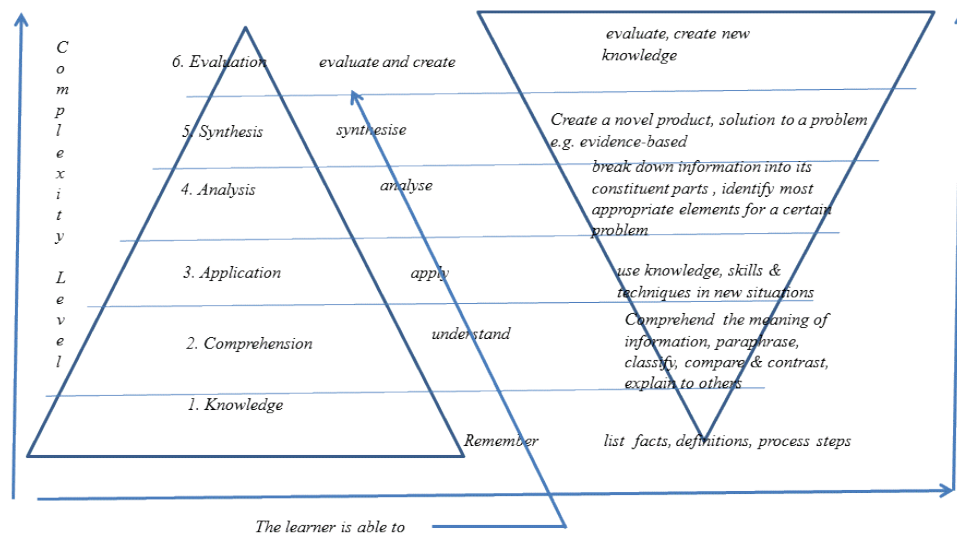 Complexity Level
6. Evaluation
evaluate and create
evaluate, create new
knowledge
5. Synthesis
synthesise
Create a novel product, solution to a problem
e.g. evidence-based
4. Analysis
analyse
break down information into its
constituent parts , identify most
appropriate elements for a certain
problem
3. Application
apply
use knowledge, skills &
techniques in new situations
2. Comprehension
understand
Comprehend the meaning of
information, paraphrase,
classify, compare & contrast,
explain to others
1. Knowledge
Remember
list facts, definitions, process steps
The learner is able to